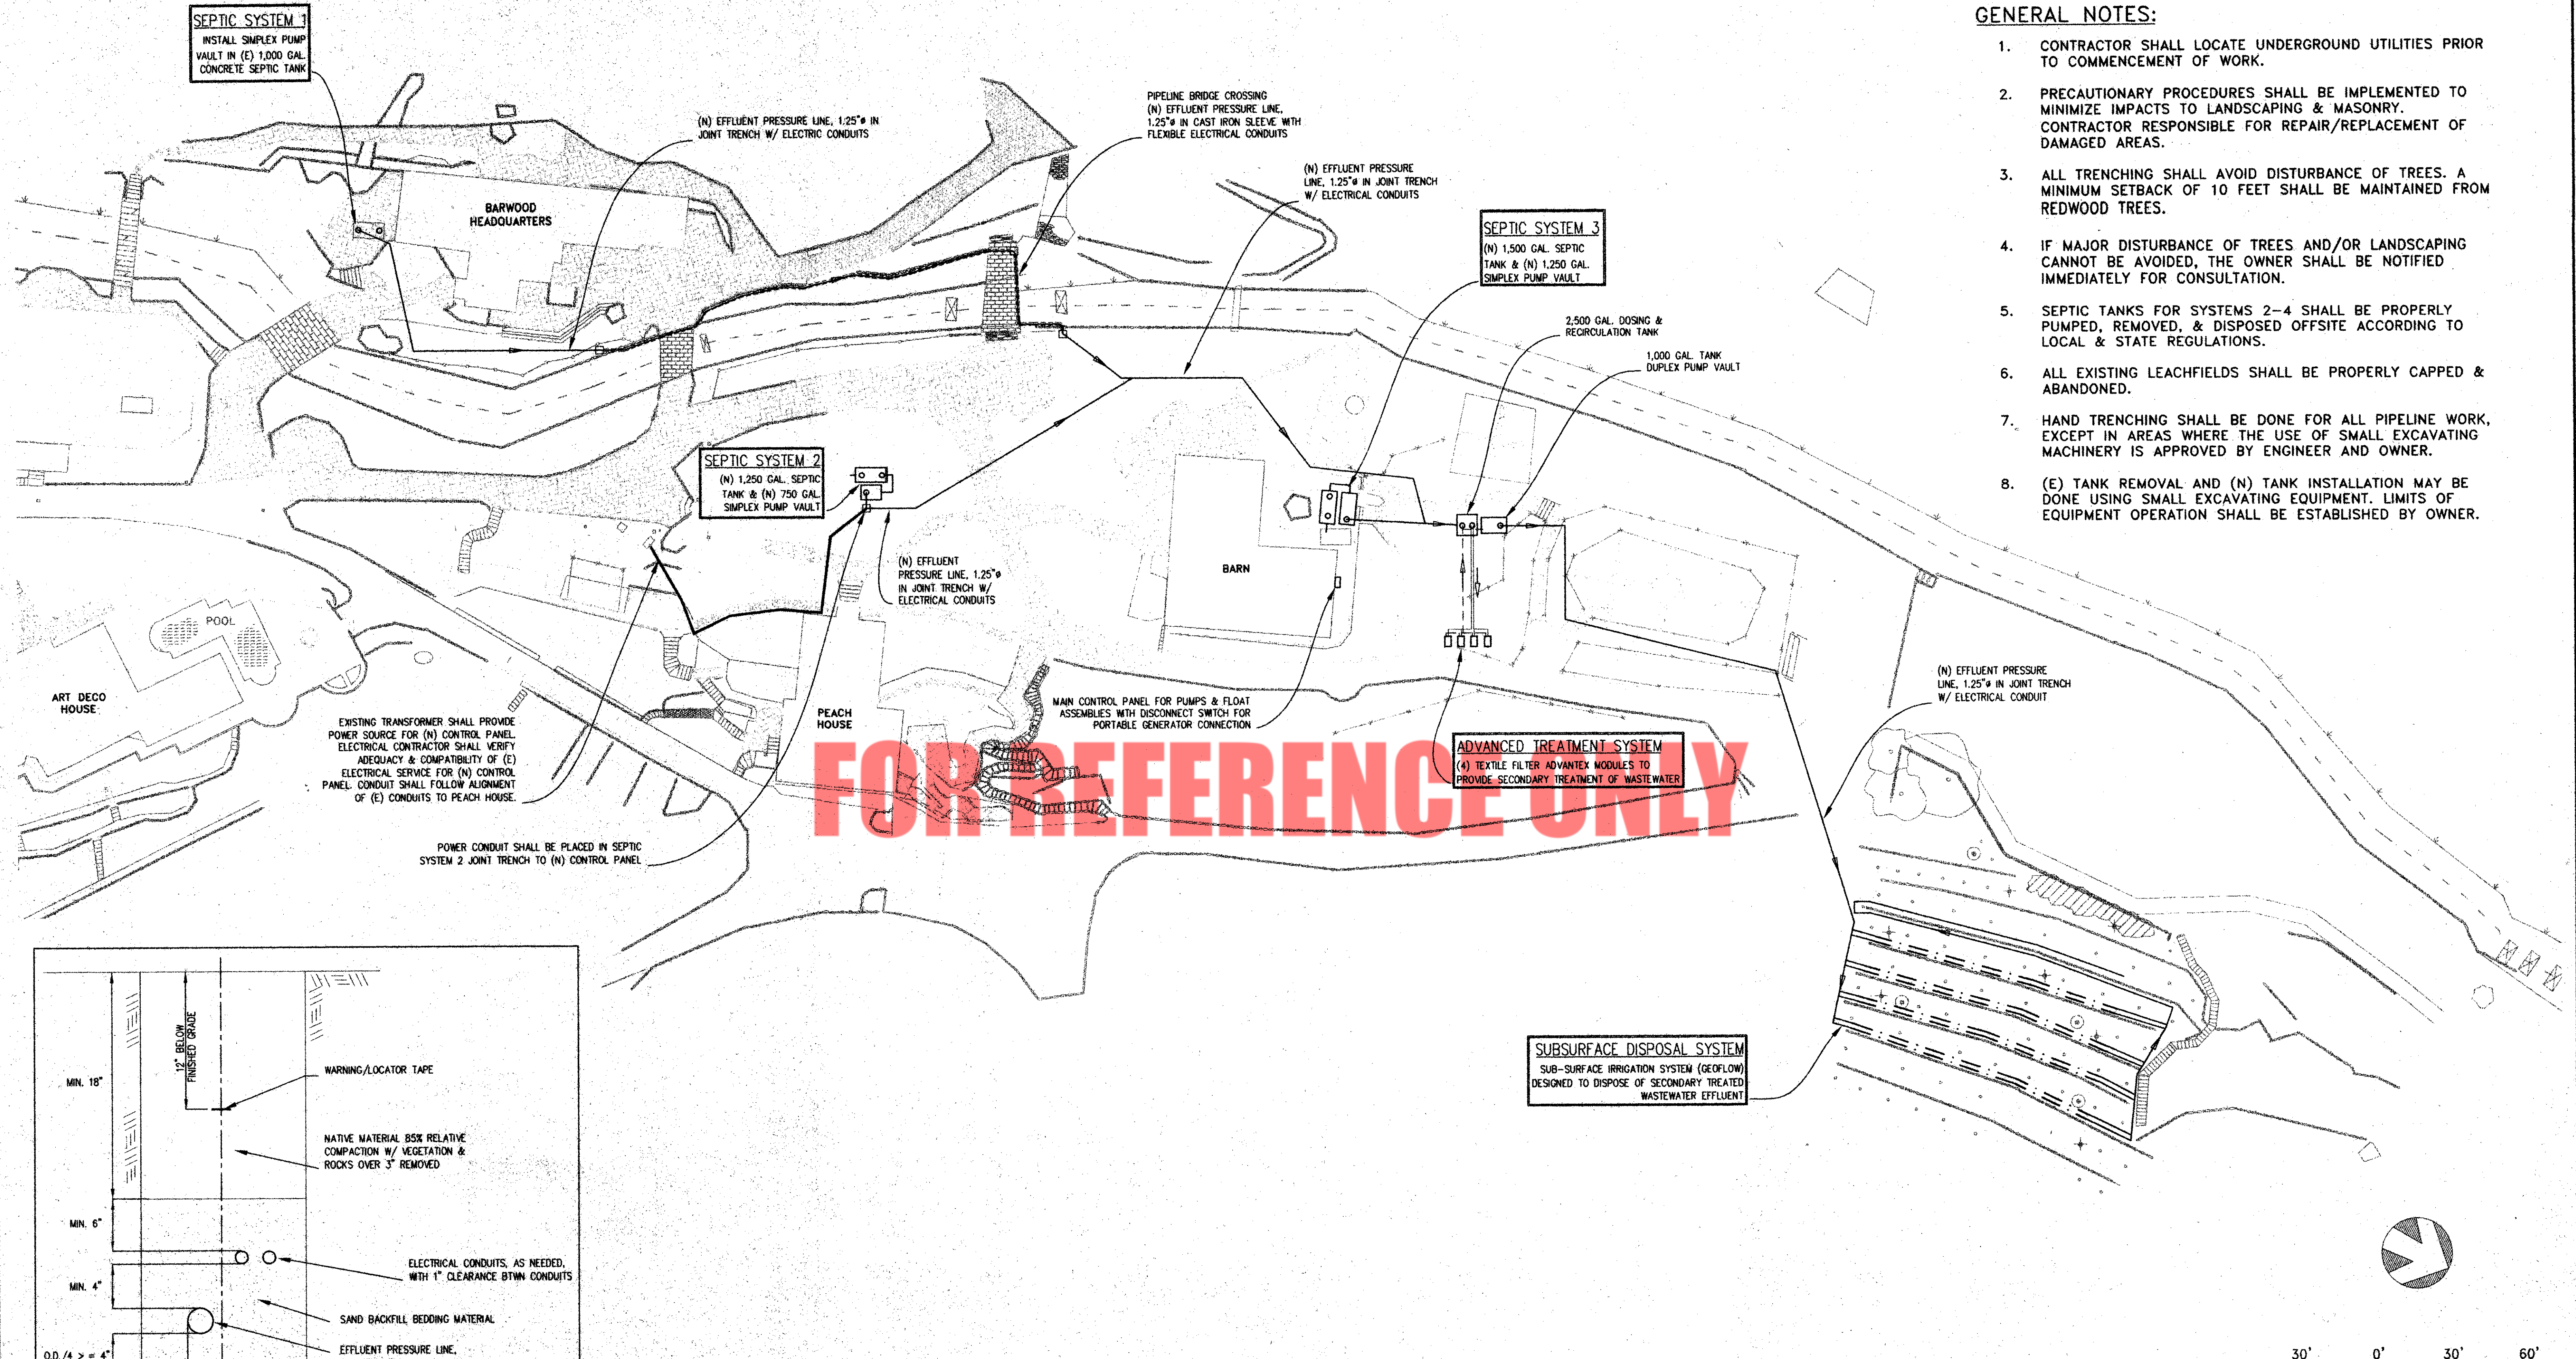 SEPTIC SYSTEM 1
INSTALL SIMPLEX PUMP
VAULT IN (E) 1,000 GAL.
CONCRETE SEPTIC TANK
(N) EFFLUENT PRESSURE LINE, 1.25"ø IN
JOINT TRENCH W/ ELECTRIC CONDUITS
PIPELINE BRIDGE CROSSING
(N) EFFLUENT PRESSURE LINE,
1.25"ø IN CAST IRON SLEEVE WITH
FLEXIBLE ELECTRICAL CONDUITS
(N) EFFLUENT PRESSURE
LINE, 1.25"ø IN JOINT TRENCH
W/ ELECTRICAL CONDUITS
BARWOOD
HEADQUARTERS
SEPTIC SYSTEM 3
(N) 1,500 GAL. SEPTIC
TANK & (N) 1,250 GAL.
SIMPLEX PUMP VAULT
2,500 GAL. DOSING &
RECIRCULATION TANK
1,000 GAL. TANK
DUPLEX PUMP VAULT
GENERAL NOTES:
1. CONTRACTOR SHALL LOCATE UNDERGROUND UTILITIES PRIOR
TO COMMENCEMENT OF WORK.
2. PRECAUTIONARY PROCEDURES SHALL BE IMPLEMENTED TO
MINIMIZE IMPACTS TO LANDSCAPING & MASONRY.
CONTRACTOR RESPONSIBLE FOR REPAIR/REPLACEMENT OF
DAMAGED AREAS.
3. ALL TRENCHING SHALL AVOID DISTURBANCE OF TREES. A
MINIMUM SETBACK OF 10 FEET SHALL BE MAINTAINED FROM
REDWOOD TREES.
4. IF MAJOR DISTURBANCE OF TREES AND/OR LANDSCAPING
CANNOT BE AVOIDED, THE OWNER SHALL BE NOTIFIED
IMMEDIATELY FOR CONSULTATION.
5. SEPTIC TANKS FOR SYSTEMS 2-4 SHALL BE PROPERLY
PUMPED, REMOVED, & DISPOSED OFFSITE ACCORDING TO
LOCAL & STATE REGULATIONS.
6. ALL EXISTING LEACHFIELDS SHALL BE PROPERLY CAPPED &
ABANDONED.
7. HAND TRENCHING SHALL BE DONE FOR ALL PIPELINE WORK,
EXCEPT IN AREAS WHERE THE USE OF SMALL EXCAVATING
MACHINERY IS APPROVED BY ENGINEER AND OWNER.
8. (E) TANK REMOVAL AND (N) TANK INSTALLATION MAY BE
DONE USING SMALL EXCAVATING EQUIPMENT. LIMITS OF
EQUIPMENT OPERATION SHALL BE ESTABLISHED BY OWNER.
SEPTIC SYSTEM 2
(N) 1,250 GAL. SEPTIC
TANK & (N) 750 GAL.
SIMPLEX PUMP VAULT
(N) EFFLUENT
PRESSURE LINE, 1.25"ø
IN JOINT TRENCH W/
ELECTRICAL CONDUITS
BARN
POOL
ART DECO
HOUSE
PEACH
HOUSE
EXISTING TRANSFORMER SHALL PROVIDE
POWER SOURCE FOR (N) CONTROL PANEL.
ELECTRICAL CONTRACTOR SHALL VERIFY
ADEQUACY & COMPATIBILITY OF (E)
ELECTRICAL SERVICE FOR (N) CONTROL
PANEL. CONDUIT SHALL FOLLOW ALIGNMENT
OF (E) CONDUITS TO PEACH HOUSE.
MAIN CONTROL PANEL FOR PUMPS & FLOAT
ASSEMBLIES WITH DISCONNECT SWITCH FOR
PORTABLE GENERATOR CONNECTION
(N) EFFLUENT PRESSURE
LINE, 1.25"ø IN JOINT TRENCH
W/ ELECTRICAL CONDUIT
ADVANCED TREATMENT SYSTEM
(4) TEXTILE FILTER ADVANTEX MODULES TO
PROVIDE SECONDARY TREATMENT OF WASTEWATER
FOR REFERENCE ONLY
POWER CONDUIT SHALL BE PLACED IN SEPTIC
SYSTEM 2 JOINT TRENCH TO (N) CONTROL PANEL
SUBSURFACE DISPOSAL SYSTEM
SUB-SURFACE IRRIGATION SYSTEM (GEOFLOW)
DESIGNED TO DISPOSE OF SECONDARY TREATED
WASTEWATER EFFLUENT
12" BELOW
FINISHED GRADE
MIN. 18"
WARNING/LOCATOR TAPE
NATIVE MATERIAL 85% RELATIVE
COMPACTION W/ VEGETATION &
ROCKS OVER 3" REMOVED
MIN. 6"
ELECTRICAL CONDUITS, AS NEEDED,
WITH 1" CLEARANCE BTWN CONDUITS
MIN. 4"
SAND BACKFILL BEDDING MATERIAL
EFFLUENT PRESSURE LINE,
O.D./4 > = 4"
30' 0' 30' 60'